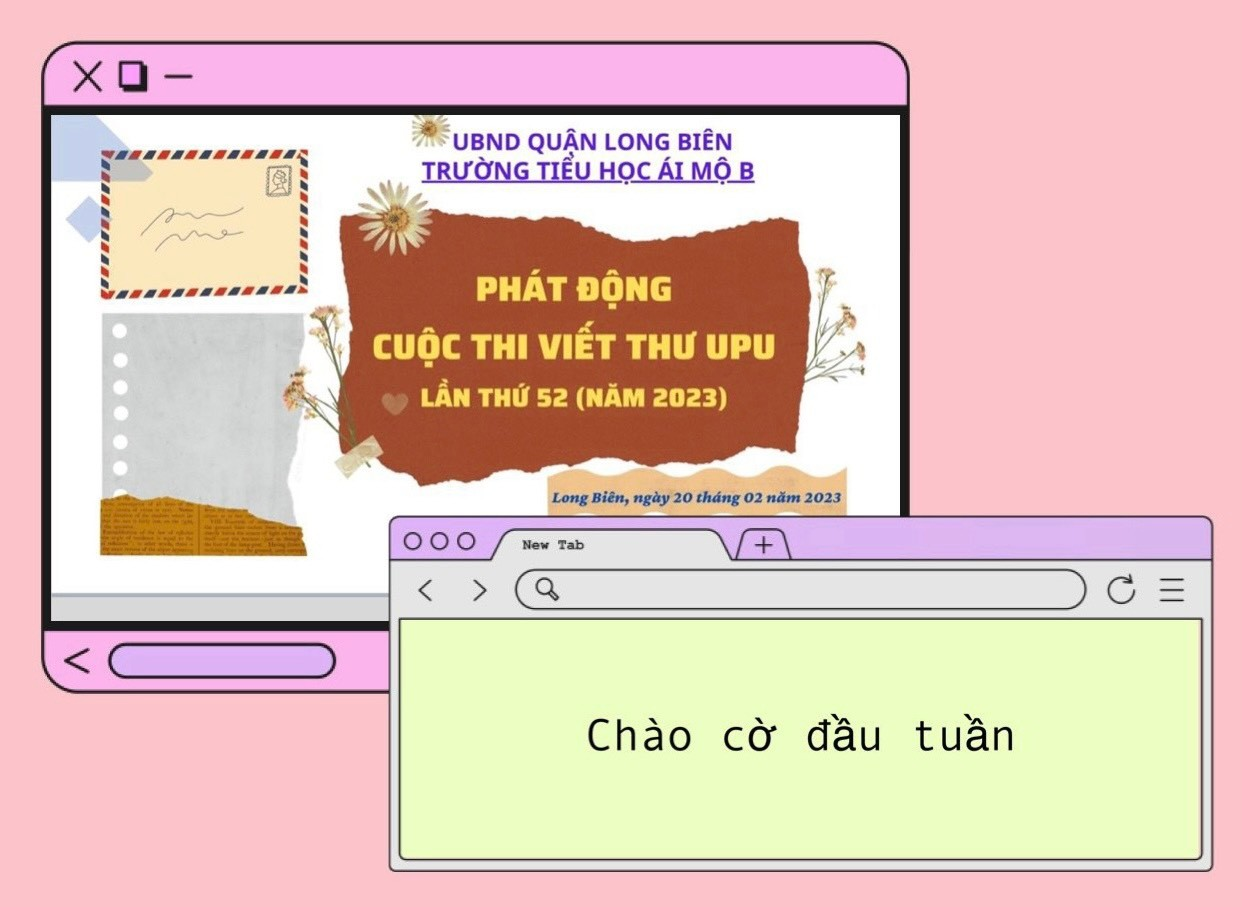 UBND QUẬN LONG BIÊN
TRƯỜNG TIỂU HỌC ÁI MỘ B
PHÁT ĐỘNG
CUỘC THI VIẾT THƯ UPU
LẦN THỨ 52 (NĂM 2023)
Long Biên, ngày 20 tháng 02 năm 2023
New Tab
Chào cờ đầu tuần